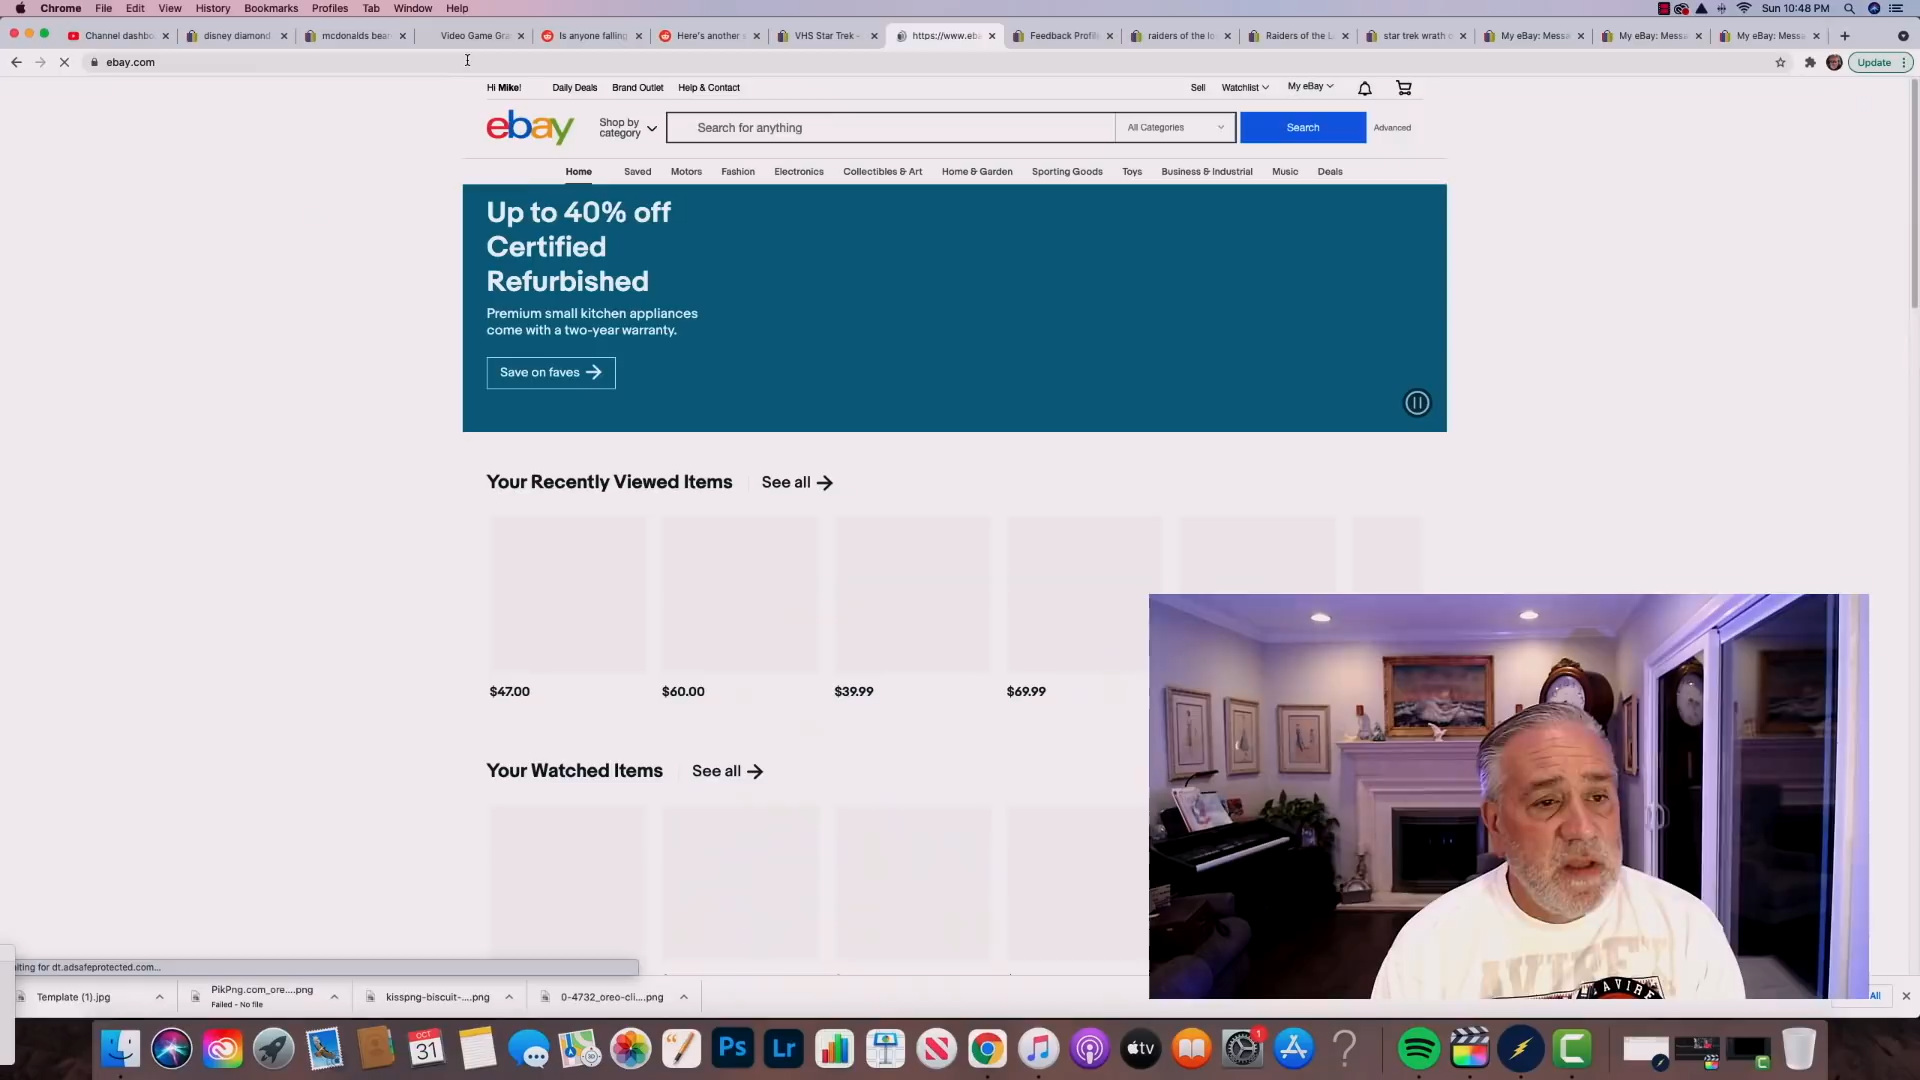 Chrome File Edit View History Bookmarks Profiles Tab Window Help Sun 10:48 PM
Channel dashbo disney diamond mcdonalds bea Video Game Gra Is anyone falling Here's another s VHS Star Trek - https://www.eba Feedback Profil raiders of the lo Raiders of the L star trek wrath o My eBay: Messa My eBay: Messa My eBay: Messa
ebay.com Update
Hi Mike! Daily Deals Brand Outlet Help & Contact Sell Watchlist My eBay
ebay Shop by category Search for anything All Categories Search Advanced
Home Saved Motors Fashion Electronics Collectibles & Art Home & Garden Sporting Goods Toys Business & Industrial Music Deals
Up to 40% off
Certified
Refurbished
Premium small kitchen appliances
come with a two-year warranty.
Save on faves
Your Recently Viewed Items See all
$47.00 $60.00 $39.99 $69.99
Your Watched Items See all
iting for dt.adsafeprotected.com...
Template (1).jpg PikPng.com_ore....png kisspng-biscuit-....png 0-4732_oreo-cli....png All
Failed - No file
OCT
31
Ps Lr tv 1